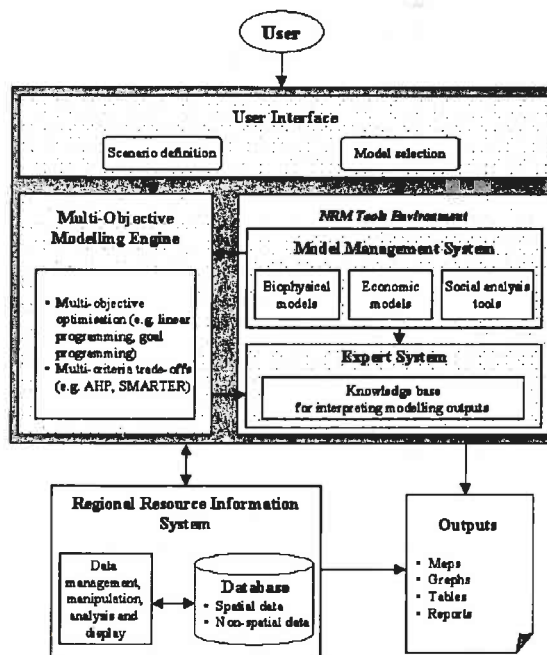 User
User Interface
Scenario definition
Model selection
Multi-Objective
Modelling Engine
• Multi-objective
optimisation (e.g. linear
programming, goal
programming)
• Multi-criteria trade-offs
(e.g. AHP, SMARTER)
NRM Tools Environment
Model Management System
Biophysical
models
Economic
models
Social analysis
tools
Expert System
Knowledge base
for interpreting modelling outputs
Regional Resource Information
System
Data
management,
manipulation,
analysis and
display
Database
• Spatial data
• Non-spatial data
Outputs
• Maps
• Graphs
• Tables
• Reports